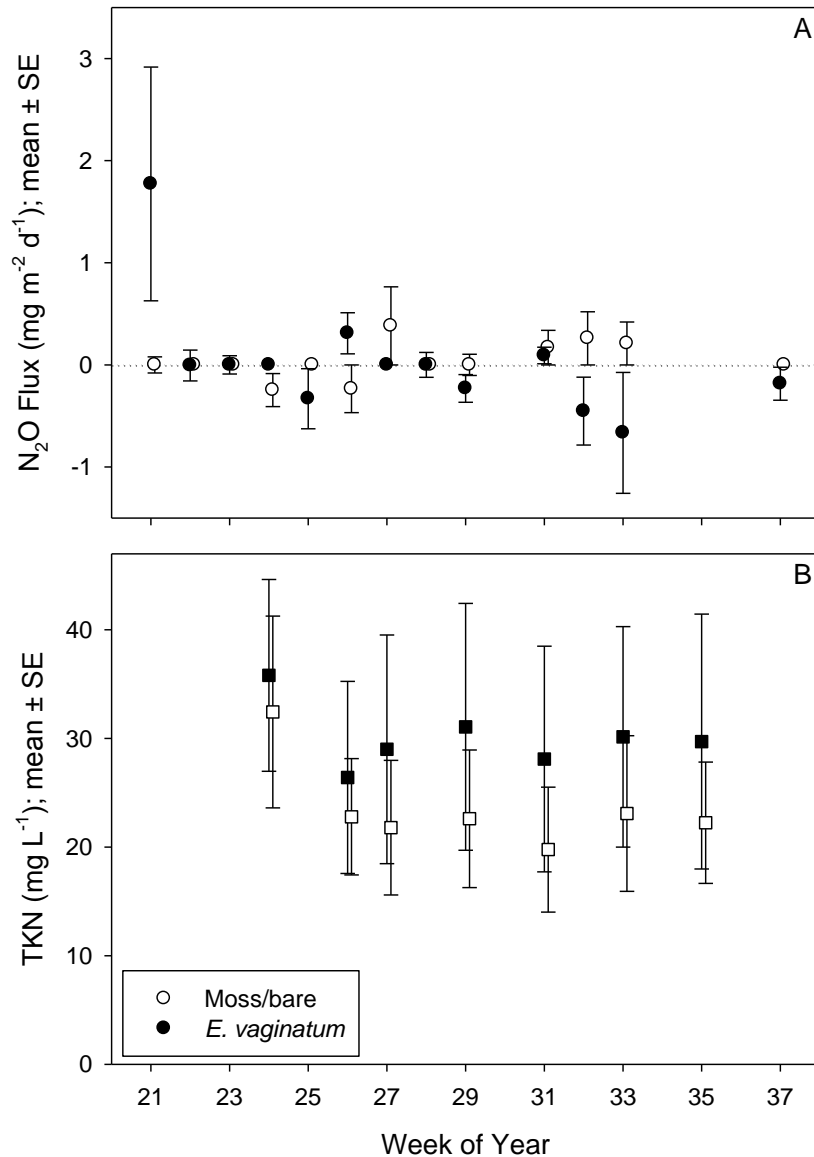 A
N₂O Flux (mg m⁻² d⁻¹); mean ± SE
3
2
1
0
-1
B
TKN (mg L⁻¹); mean ± SE
40
30
20
10
0
Moss/bare
E. vaginatum
21 23 25 27 29 31 33 35 37
Week of Year